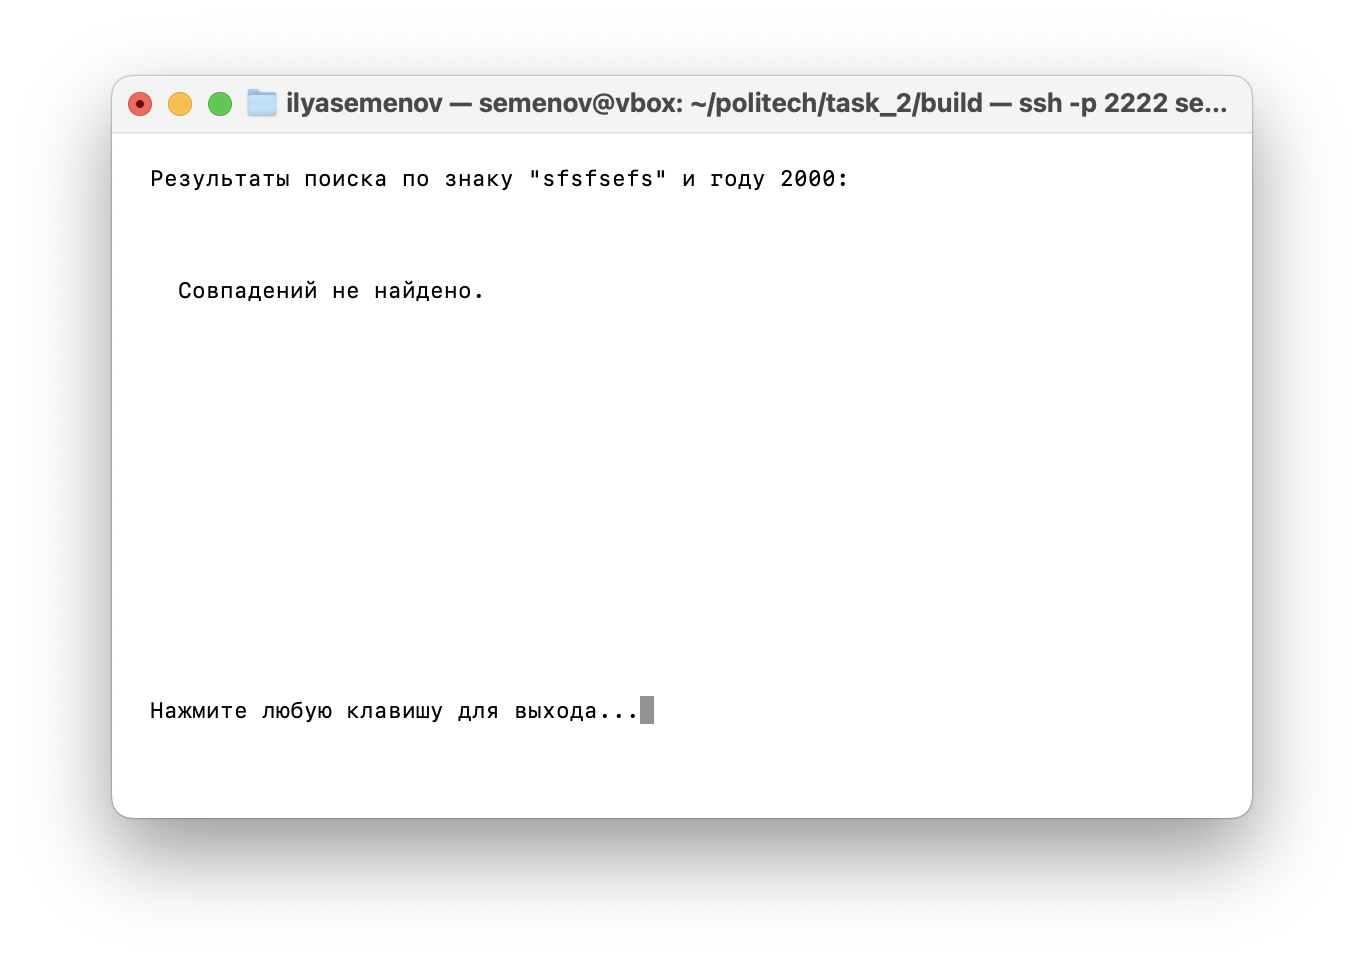 ilyasemenov — semenov@vbox: ~/politech/task_2/build — ssh -p 2222 se...
Результаты поиска по знаку "sfsfsefs" и году 2000:
Совпадений не найдено.
Нажмите любую клавишу для выхода...